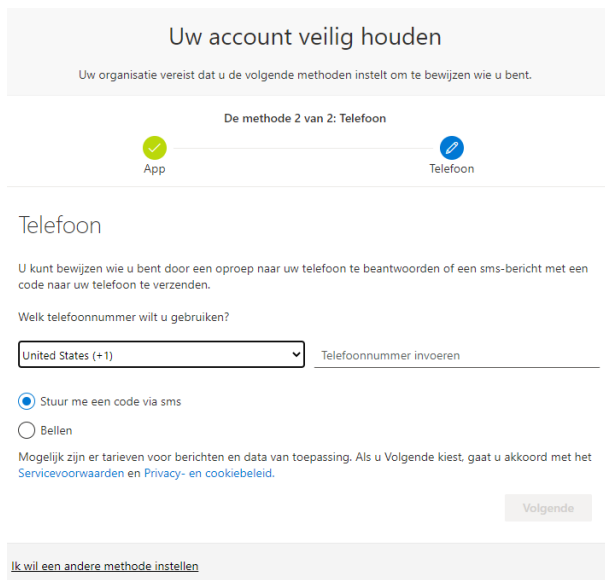 Uw account veilig houden
Uw organisatie vereist dat u de volgende methoden instelt om te bewijzen wie u bent.
De methode 2 van 2: Telefoon
App
Telefoon
Telefoon
U kunt bewijzen wie u bent door een oproep naar uw telefoon te beantwoorden of een sms-bericht met een
code naar uw telefoon te verzenden.
Welk telefoonnummer wilt u gebruiken?
United States (+1)
Telefoonnummer invoeren
Stuur me een code via sms
Bellen
Mogelijk zijn er tarieven voor berichten en data van toepassing. Als u Volgende kiest, gaat u akkoord met het
Servicevoorwaarden en Privacy- en cookiebeleid.
Volgende
Ik wil een andere methode instellen